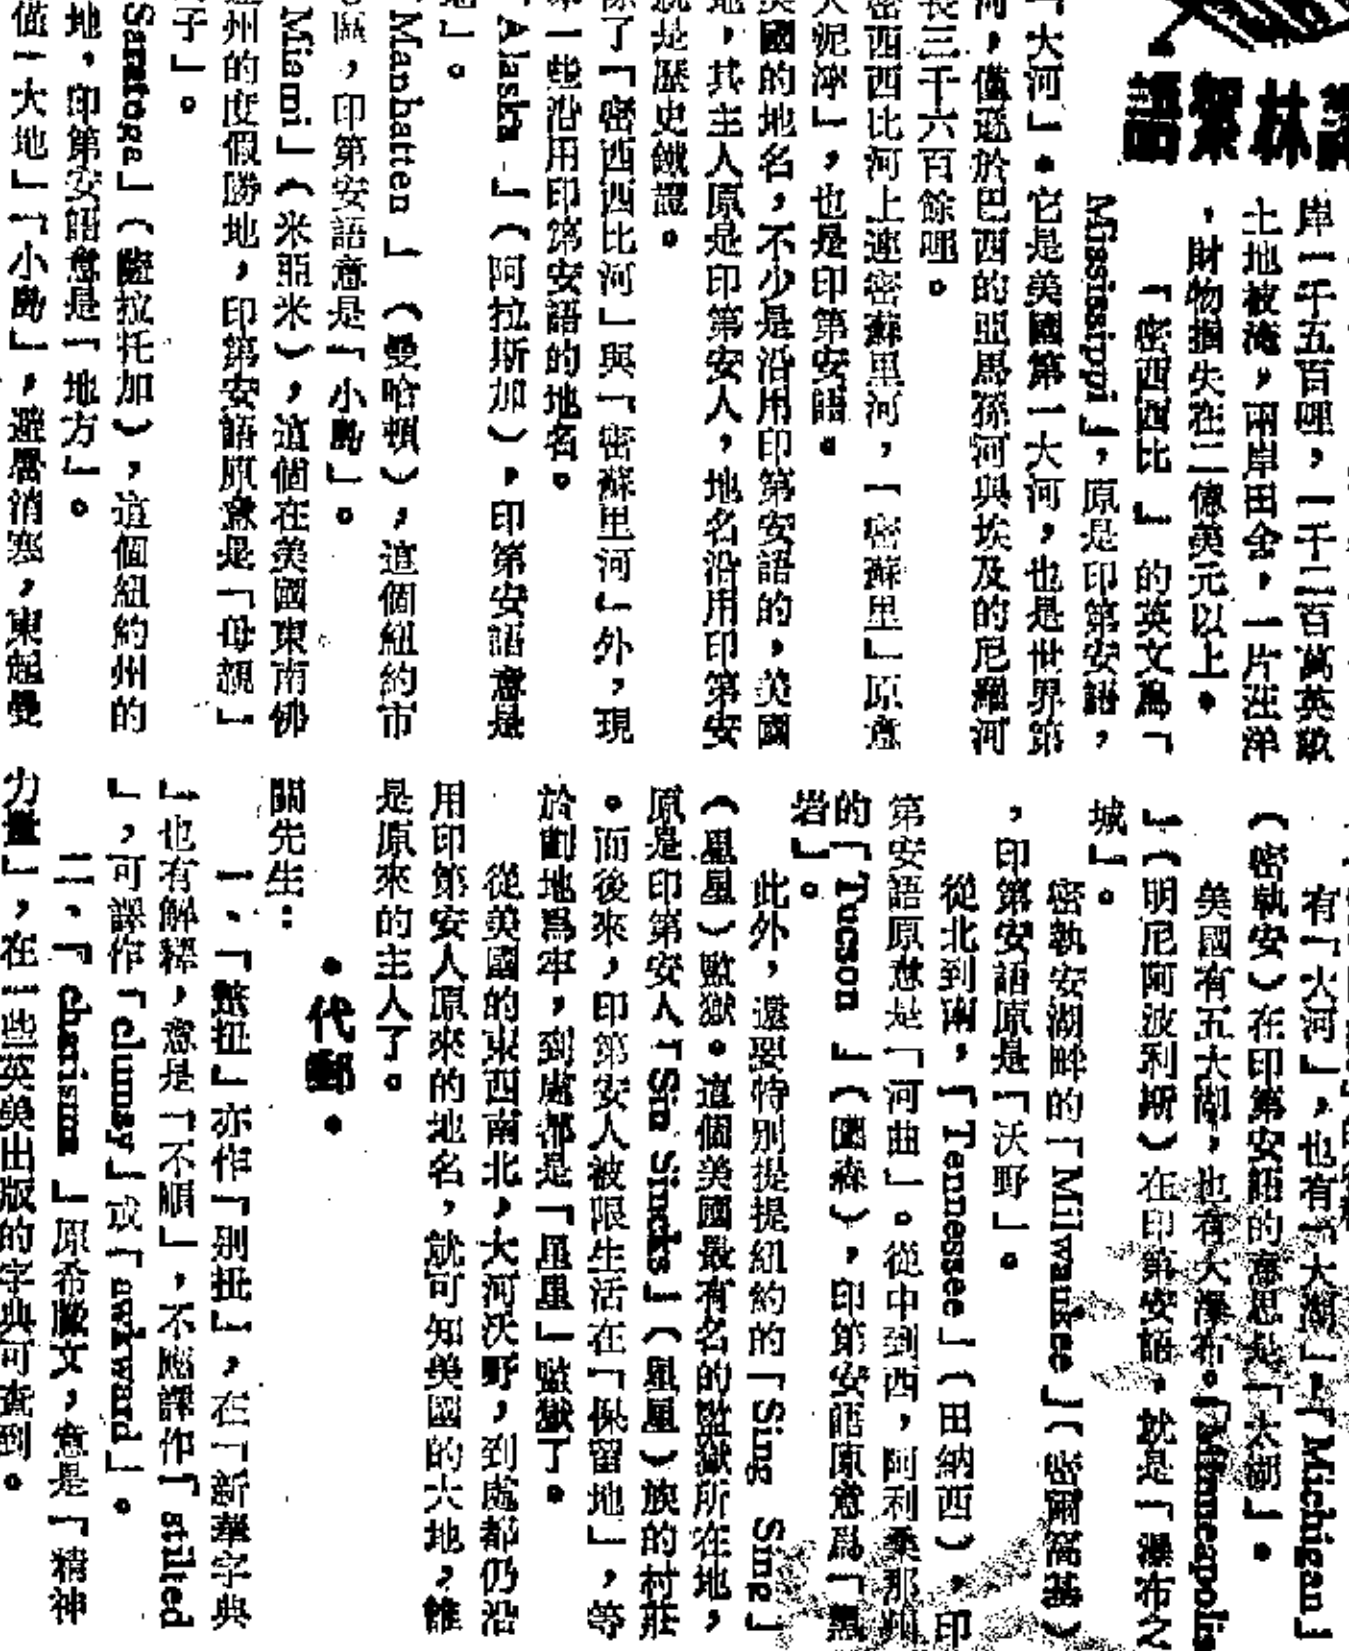 譯林絮語
岸一千五百哩,一千二百萬英畝
土地被淹,兩岸田舍,一片汪洋
,財物損失在二億美元以上。
「密西西比」的英文爲「
Mississippi」,原是印第安語,
「大河」。它是美國第一大河,也是世界第
河,僅遜於巴西的亞馬孫河與埃及的尼羅河
長三千六百餘哩。
密西西比河上連密蘇里河,「密蘇里」原意
大泥濘」,也是印第安語。
美國的地名,不少是沿用印第安語的,美國
地,其主人原是印第安人,地名沿用印第安
就是歷史鐵證。
除了「密西西比河」與「密蘇里河」外,現
一些沿用印第安語的地名。
「Alaska」(阿拉斯加),印第安語意是
地」。
「Manhatten」(曼哈頓),這個紐約市
區,印第安語意是「小島」。
「Miami」(米亞米),這個在美國東南佛
州的度假勝地,印第安語原意是「母親」
子」。
Saratoga」(薩拉托加),這個紐約州的
地,印第安語意是「地方」。
値「大地」「小島」,避暑消寒,東起曼
有「大河」,也有「大湖」,「Michigan」
(密執安)在印第安語的意思是「大湖」。
美國有五大湖,也有大瀑布。「Minneapolis
」(明尼阿波利斯)在印第安語,就是「瀑布之
城」。
密執安湖畔的「Milwaukee」(密爾窩基)
,印第安語原是「沃野」。
從北到南,「Tennessee」(田納西),印
第安語原意是「河曲」。從中到西,阿利桑那州
的「Tucson」(圖森),印第安語原意爲「黑
岩」。
此外,還要特別提提紐約的「Sing Sing」
(星星)監獄。這個美國最有名的監獄所在地,
原是印第安人「Sin Sincks」(星星)族的村莊
。而後來,印第安人被限生活在「保留地」,等
於劃地爲牢,到處都是「星星」監獄了。
從美國的東西南北,大河沃野,到處都仍沿
用印第安人原來的地名,就可知美國的大地,誰
是原來的主人了。
•代郵•
關先生:
一、「彆扭」亦作「別扭」,在「新華字典
」也有解釋,意是「不順」,不應譯作「stilted
」,可譯作「clumsy」或「awkward」。
二、「charisma」原希臘文,意是「精神
力量」,在一些英美出版的字典可查到。